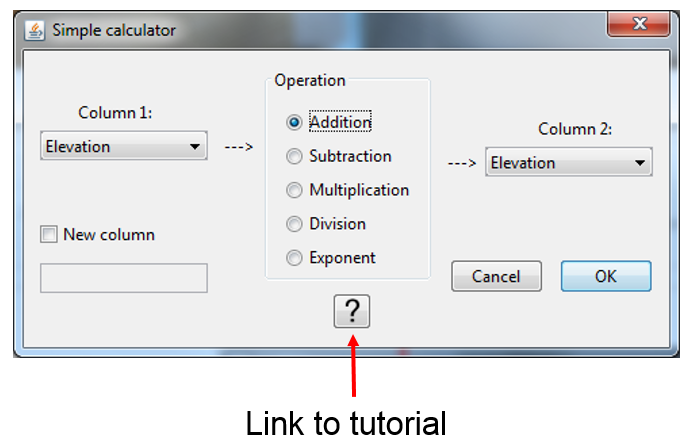 Simple calculator
Operation
Column 1:
Elevation
--->
Addition
Subtraction
Multiplication
Division
Exponent
--->
Column 2:
Elevation
New column
Cancel
OK
?
Link to tutorial